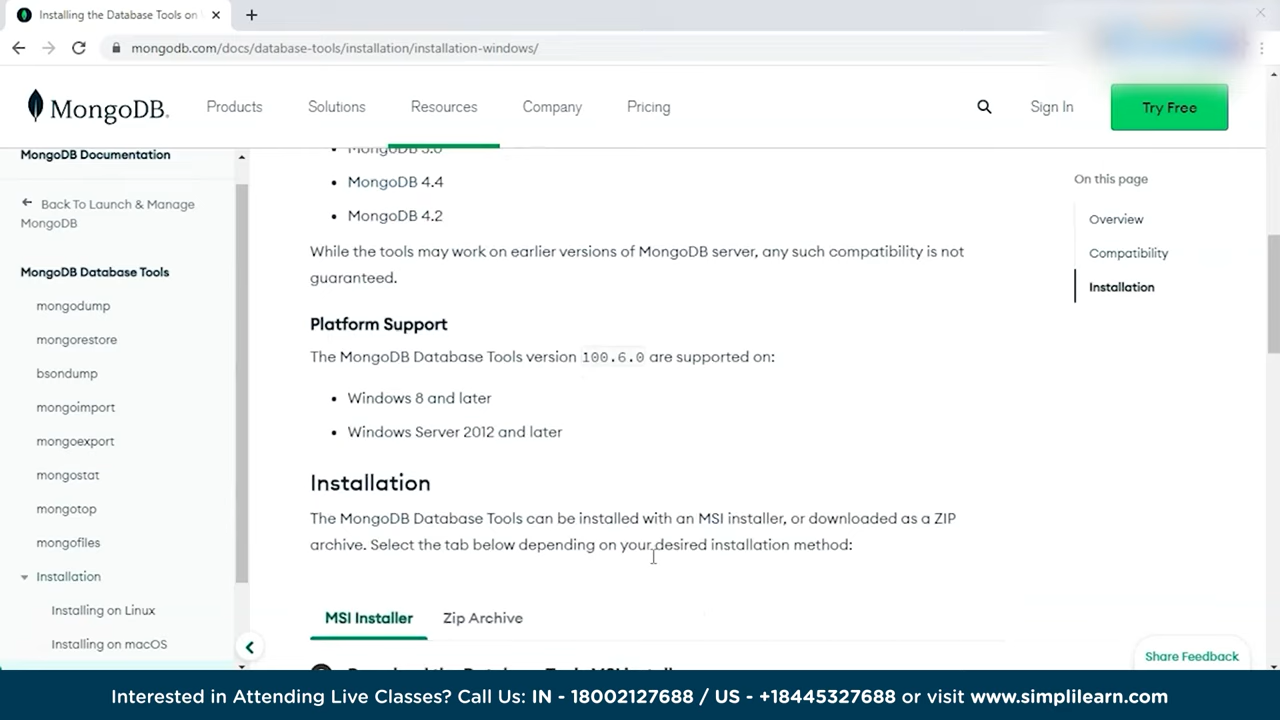 Installing the Database Tools on
mongodb.com/docs/database-tools/installation/installation-windows/
MongoDB.
Products
Solutions
Resources
Company
Pricing
Sign In
Try Free
MongoDB Documentation
Back To Launch & Manage
MongoDB
MongoDB Database Tools
mongodump
mongorestore
bsondump
mongoimport
mongoexport
mongostat
mongotop
mongofiles
Installation
Installing on Linux
Installing on macOS
MongoDB 5.0
• MongoDB 4.4
• MongoDB 4.2
While the tools may work on earlier versions of MongoDB server, any such compatibility is not
guaranteed.
Platform Support
The MongoDB Database Tools version 100.6.0 are supported on:
• Windows 8 and later
• Windows Server 2012 and later
Installation
The MongoDB Database Tools can be installed with an MSI installer, or downloaded as a ZIP
archive. Select the tab below depending on your desired installation method:
MSI Installer
Zip Archive
On this page
Overview
Compatibility
Installation
Share Feedback
Interested in Attending Live Classes? Call Us: IN - 18002127688 / US - +18445327688 or visit www.simplilearn.com